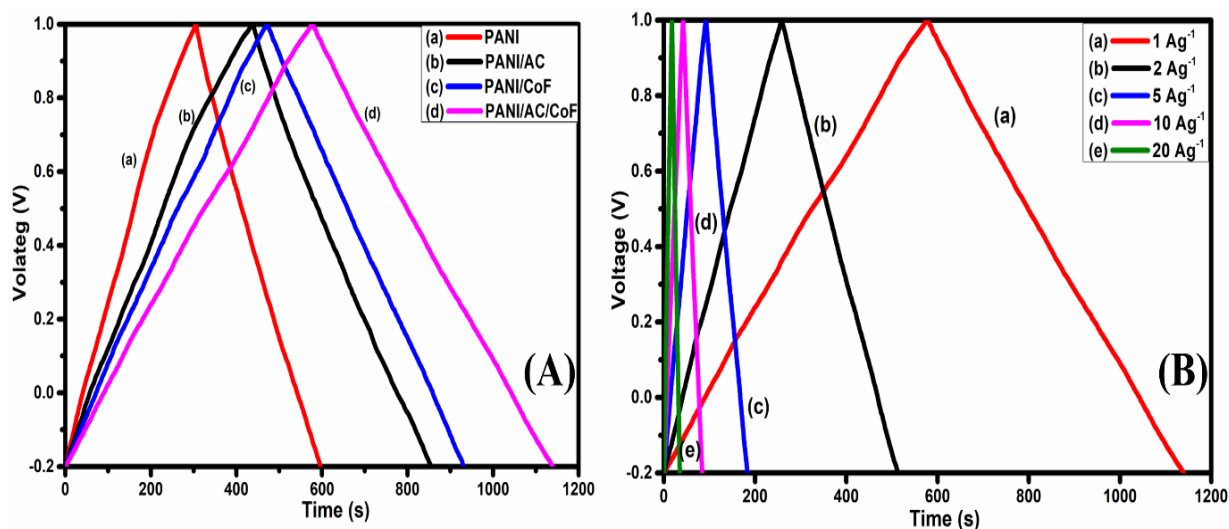 1.0
0.8
0.6
0.4
0.2
0.0
-0.2
Volateg (V)
0 200 400 600 800 1000 1200
Time (s)
(a) PANI
(b) PANI/AC
(c) PANI/CoF
(d) PANI/AC/CoF
(a)
(b)
(c)
(d)
(A)
1.0
0.8
0.6
0.4
0.2
0.0
-0.2
Voltage (V)
0 200 400 600 800 1000 1200
Time (s)
(a) 1 Ag⁻¹
(b) 2 Ag⁻¹
(c) 5 Ag⁻¹
(d) 10 Ag⁻¹
(e) 20 Ag⁻¹
(a)
(b)
(d)
(c)
(e)
(B)